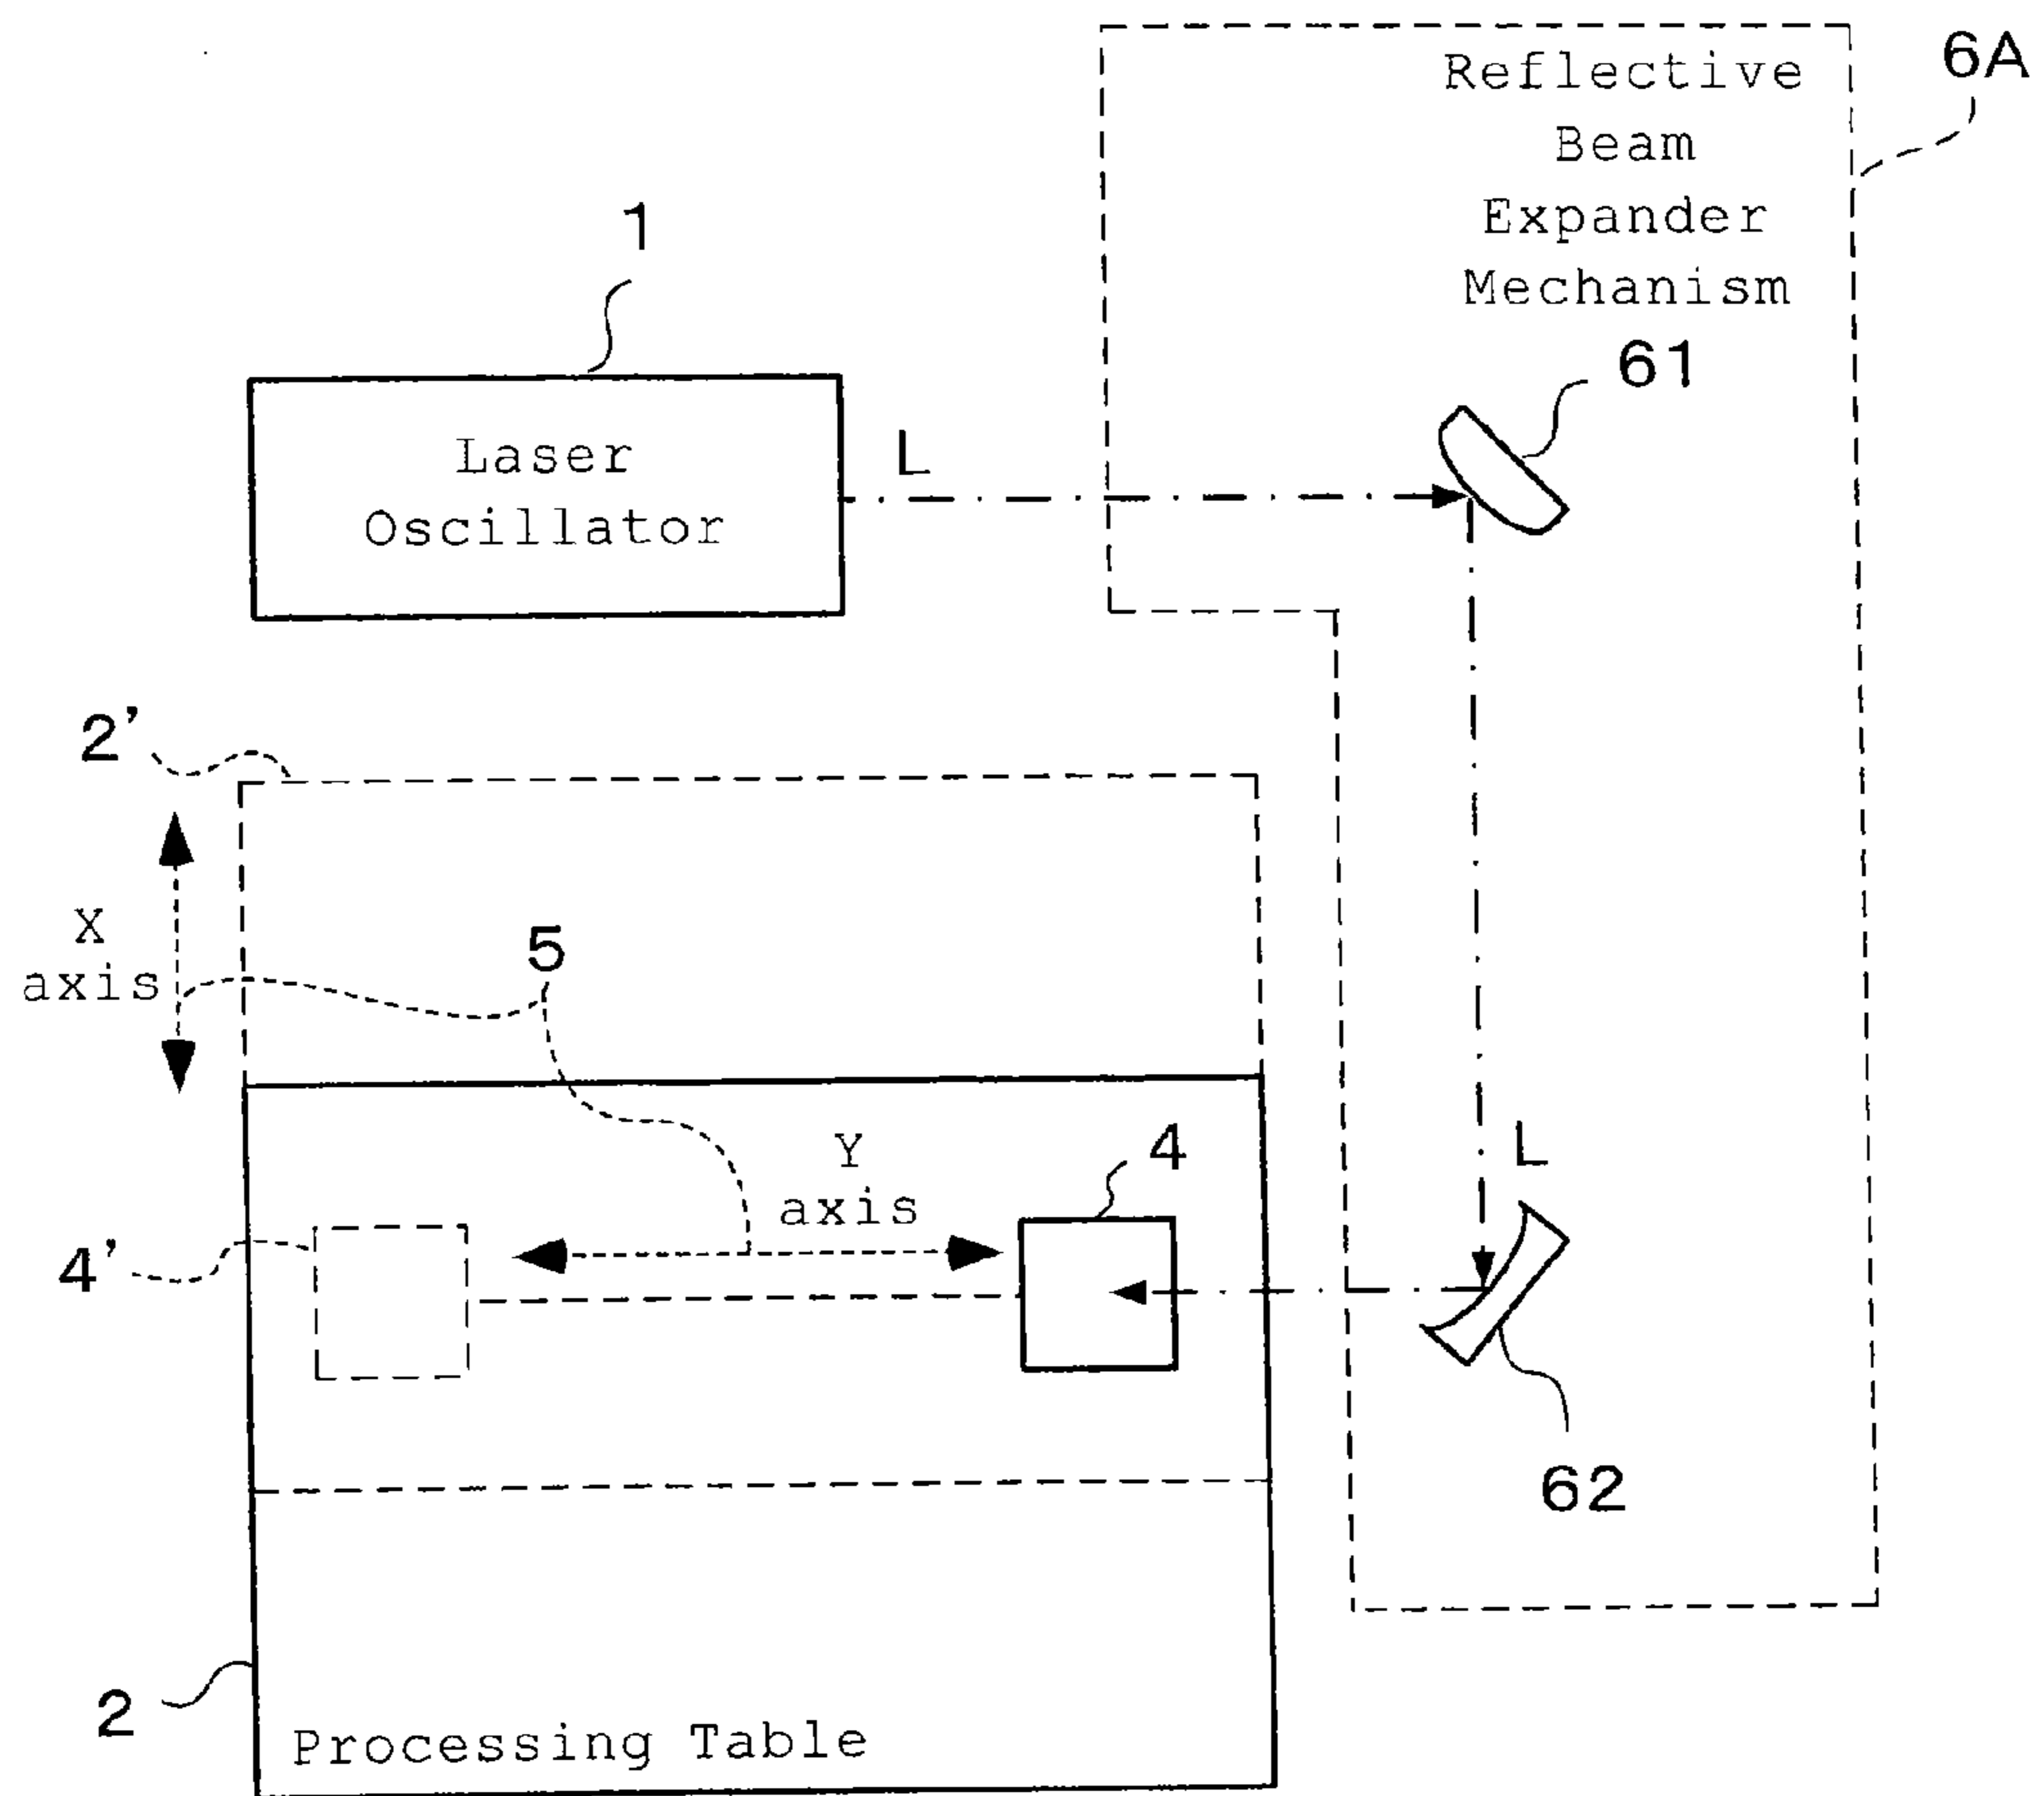 6A
Reflective
Beam
Expander
Mechanism
1
61
Laser
Oscillator
L
2’
X
axis
5
Y
axis
4
L
4’
62
2
Processing Table